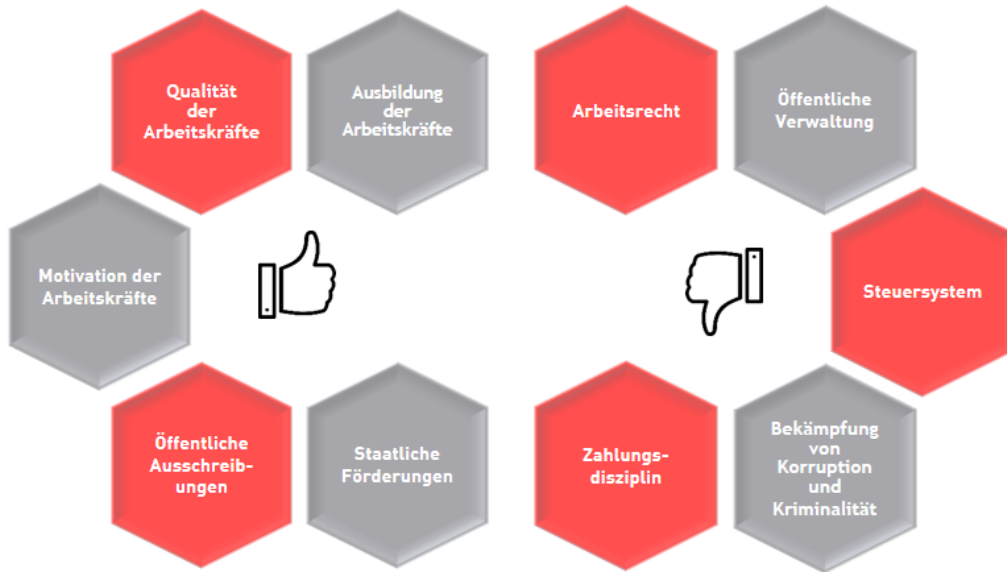 Qualität
der
Arbeitskräfte
Ausbildung
der
Arbeitskräfte
Motivation der
Arbeitskräfte
Öffentliche
Ausschreib-
ungen
Staatliche
Förderungen
Arbeitsrecht
Öffentliche
Verwaltung
Steuersystem
Zahlungs-
disziplin
Bekämpfung
von
Korruption
und
Kriminalität